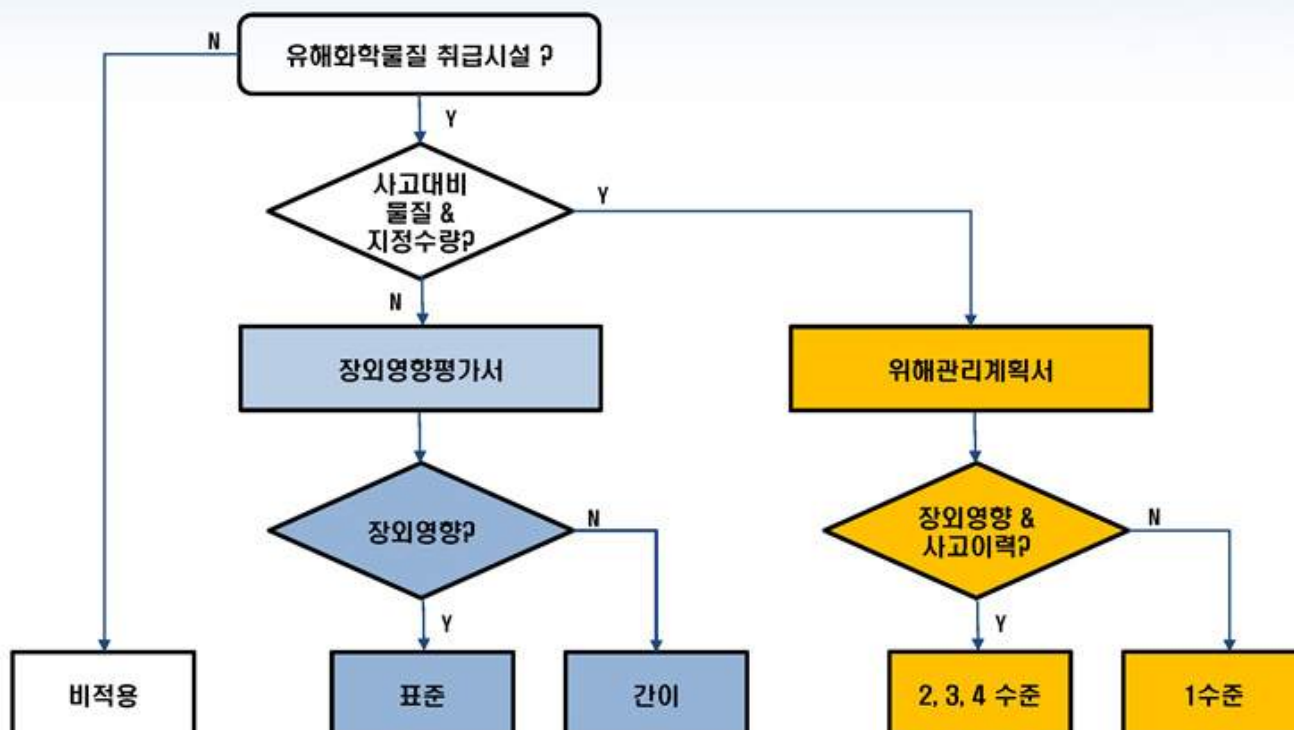 N
유해화학물질 취급시설 ?
Y
사고대비
물질 &
지정수량?
Y
N
장외영향평가서
위해관리계획서
장외영향?
N
장외영향 &
사고이력?
N
Y
Y
비적용
표준
간이
2, 3, 4 수준
1수준